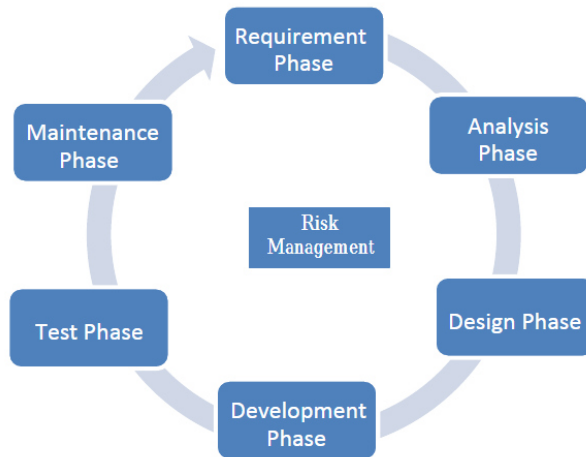 Requirement
Phase
Analysis
Phase
Design Phase
Development
Phase
Test Phase
Maintenance
Phase
Risk
Management